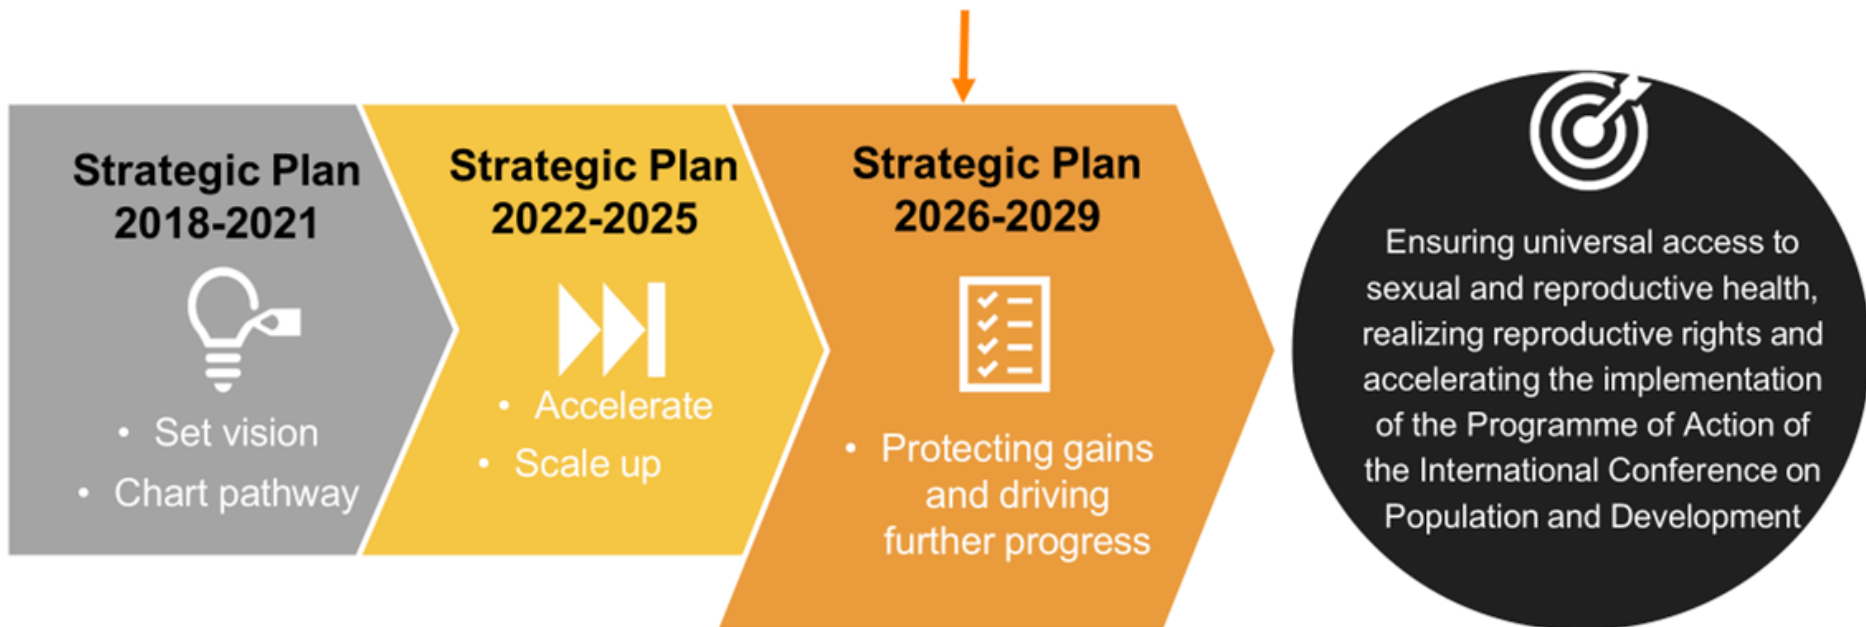 Strategic Plan
2018-2021
• Set vision
• Chart pathway
Strategic Plan
2022-2025
• Accelerate
• Scale up
Strategic Plan
2026-2029
• Protecting gains
and driving
further progress
Ensuring universal access to
sexual and reproductive health,
realizing reproductive rights and
accelerating the implementation
of the Programme of Action of
the International Conference on
Population and Development